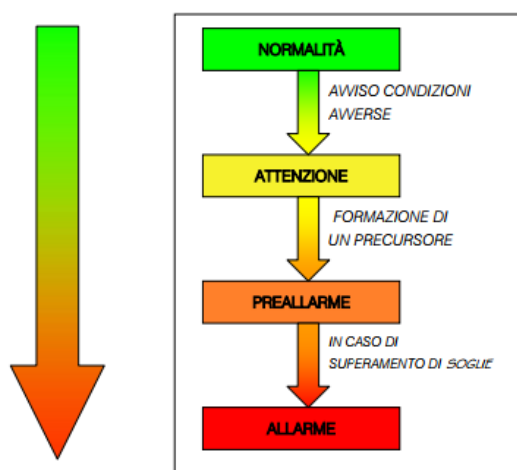 NORMALITÀ
AVVISO CONDIZIONI
AVVERSE
ATTENZIONE
FORMAZIONE DI
UN PRECURSORE
PREALLARME
IN CASO DI
SUPERAMENTO DI SOGLIE
ALLARME